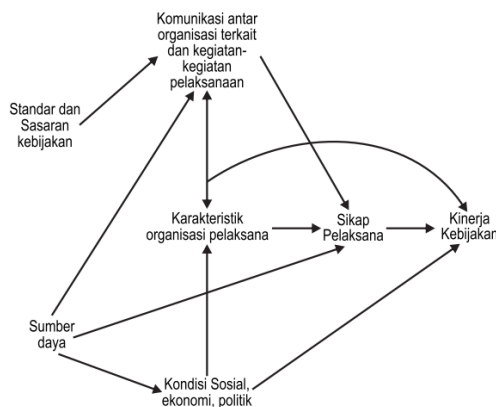 Komunikasi antar
organisasi terkait
dan kegiatan-
kegiatan
pelaksanaan
Standar dan
Sasaran
kebijakan
Karakteristik
organisasi pelaksana
Sikap
Pelaksana
Kinerja
Kebijakan
Sumber
daya
Kondisi Sosial,
ekonomi, politik